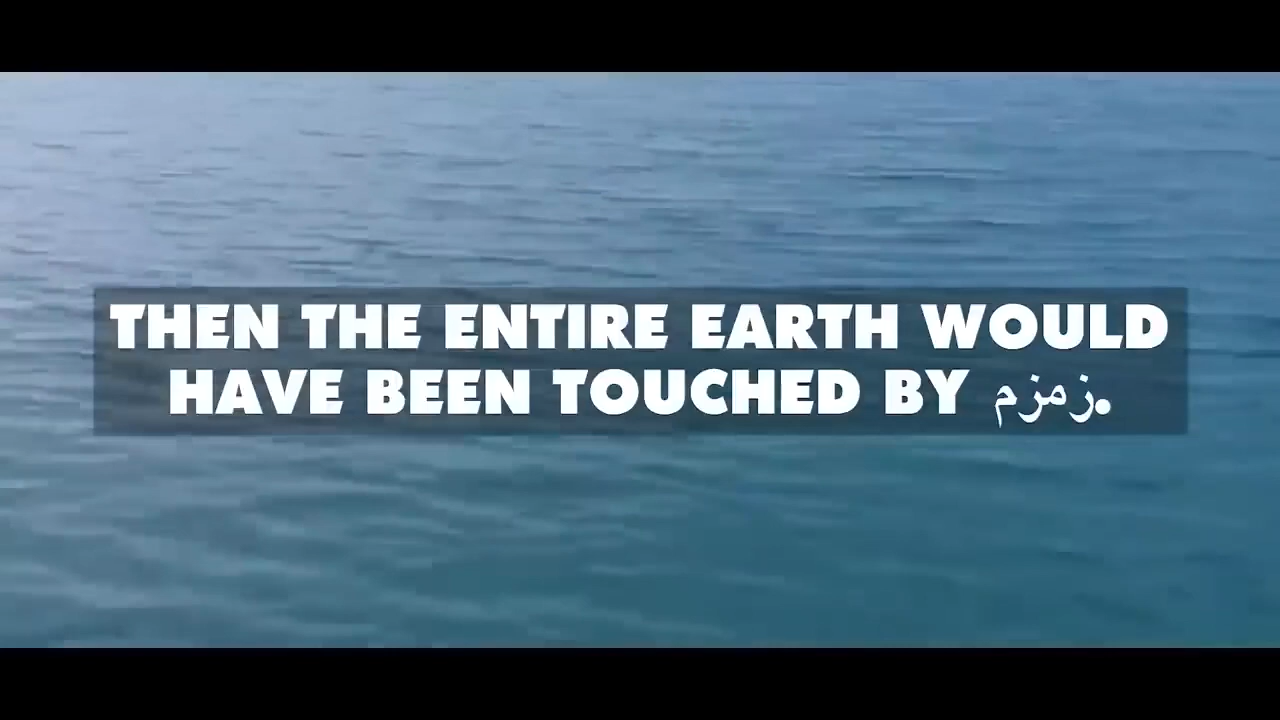 THEN THE ENTIRE EARTH WOULD
HAVE BEEN TOUCHED BY زمزم.